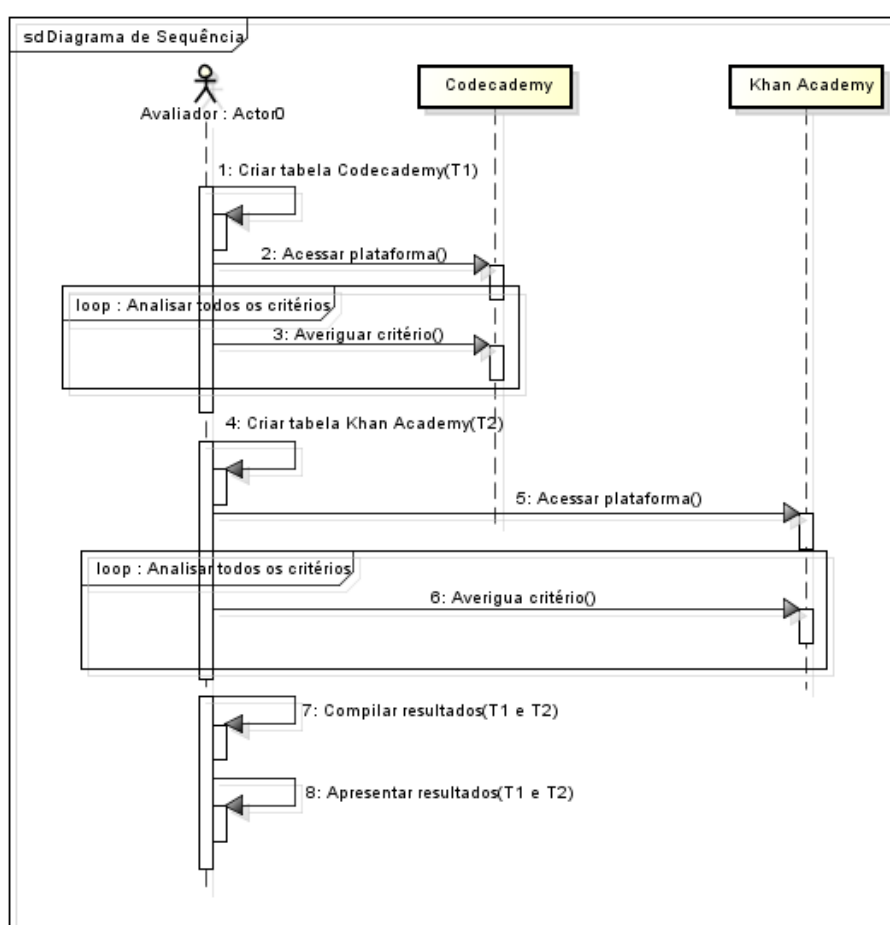 sd Diagrama de Sequência
Avaliador : Actor0
Codecademy
Khan Academy
1: Criar tabela Codecademy(T1)
2: Acessar plataforma()
loop : Analisar todos os critérios
3: Averiguar critério()
4: Criar tabela Khan Academy(T2)
5: Acessar plataforma()
loop : Analisar todos os critérios
6: Averigua critério()
7: Compilar resultados(T1 e T2)
8: Apresentar resultados(T1 e T2)